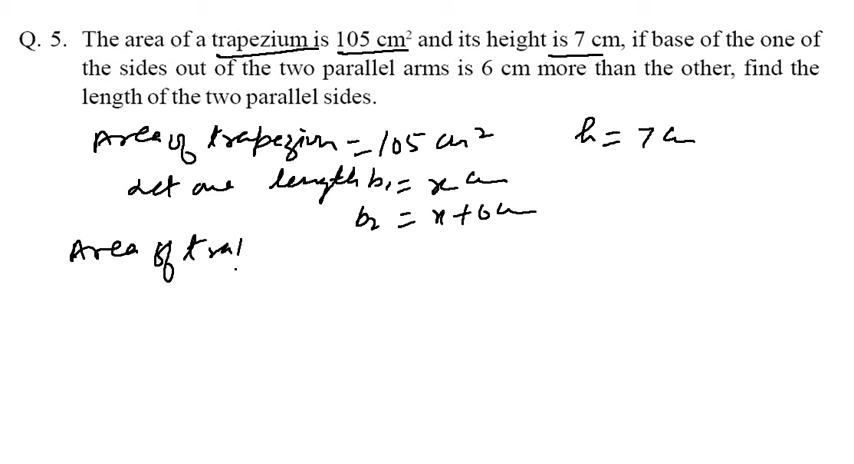 Q. 5. The area of a trapezium is 105 cm² and its height is 7 cm, if base of the one of
the sides out of the two parallel arms is 6 cm more than the other, find the
length of the two parallel sides.
Area of trapezium = 105 cm² h = 7 cm
Let one length b₁ = x cm
b₂ = x + 6 cm
Area of tra